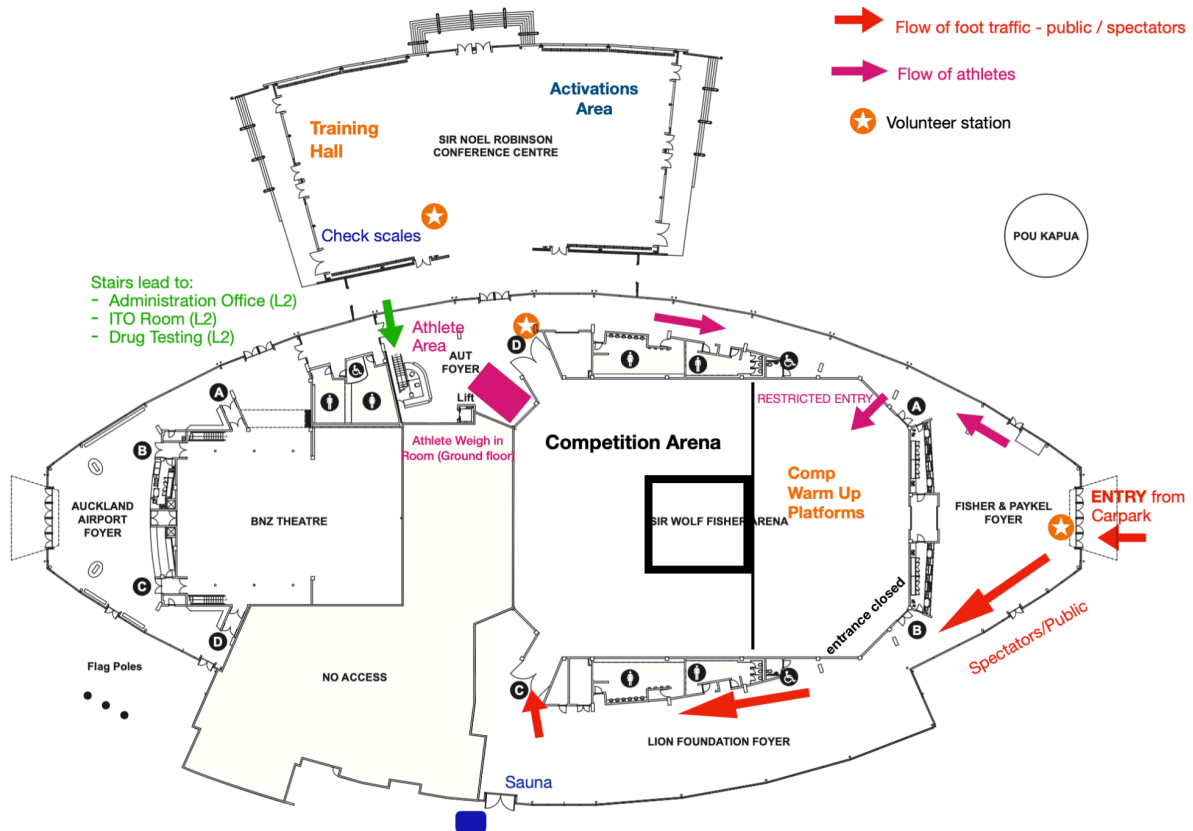 Flow of foot traffic - public / spectators
Flow of athletes
Volunteer station
Activations
Area
Training
Hall
SIR NOEL ROBINSON
CONFERENCE CENTRE
Check scales
POU KAPUA
Stairs lead to:
- Administration Office (L2)
- ITO Room (L2)
- Drug Testing (L2)
Athlete
Area
AUT
FOYER
Lift
D
A
B
C
D
RESTRICTED ENTRY
A
Athlete Weigh in
Room (Ground floor)
Competition Arena
Comp
Warm Up
Platforms
SIR WOLF FISHER ARENA
AUCKLAND
AIRPORT
FOYER
BNZ THEATRE
FISHER & PAYKEL
FOYER
ENTRY from
Carpark
entrance closed
B
Spectators/Public
Flag Poles
NO ACCESS
C
LION FOUNDATION FOYER
Sauna